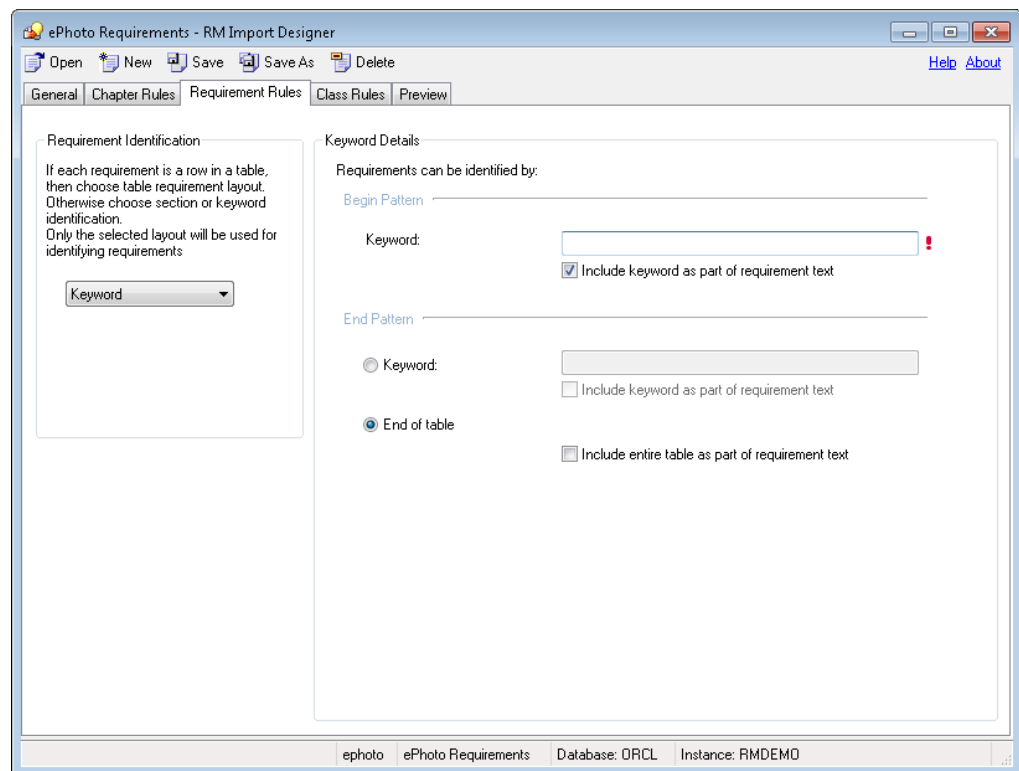 ePhoto Requirements - RM Import Designer
Open New Save Save As Delete Help About
General Chapter Rules Requirement Rules Class Rules Preview
Requirement Identification
If each requirement is a row in a table,
then choose table requirement layout.
Otherwise choose section or keyword
identification.
Only the selected layout will be used for
identifying requirements
Keyword
Keyword Details
Requirements can be identified by:
Begin Pattern
Keyword:
Include keyword as part of requirement text
End Pattern
Keyword:
Include keyword as part of requirement text
End of table
Include entire table as part of requirement text
ephoto ePhoto Requirements Database: ORCL Instance: RMDEMO